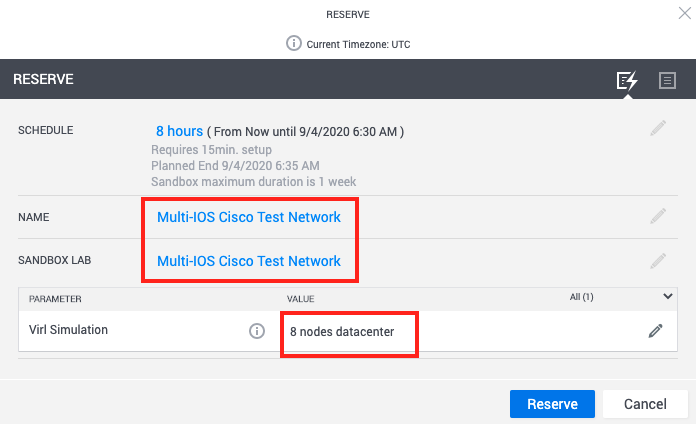 RESERVE
Current Timezone: UTC
RESERVE
SCHEDULE
8 hours ( From Now until 9/4/2020 6:30 AM )
Requires 15min. setup
Planned End 9/4/2020 6:35 AM
Sandbox maximum duration is 1 week
NAME
Multi-IOS Cisco Test Network
SANDBOX LAB
Multi-IOS Cisco Test Network
PARAMETER VALUE All (1)
Virl Simulation 8 nodes datacenter
Reserve Cancel